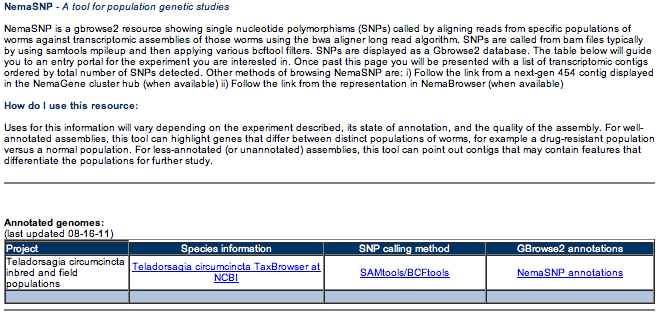 NemaSNP - A tool for population genetic studies
NemaSNP is a gbrowse2 resource showing single nucleotide polymorphisms (SNPs) called by aligning reads from specific populations of
worms against transcriptomic assemblies of those worms using the bwa aligner long read algorithm. SNPs are called from bam files typically
by using samtools mpileup and then applying various bcftool filters. SNPs are displayed as a Gbrowse2 database. The table below will guide
you to an entry portal for the experiment you are interested in. Once past this page you will be presented with a list of transcriptomic contigs
ordered by total number of SNPs detected. Other methods of browsing NemaSNP are: i) Follow the link from a next-gen 454 contig displayed
in the NemaGene cluster hub (when available) ii) Follow the link from the representation in NemaBrowser (when available)
How do I use this resource:
Uses for this information will vary depending on the experiment described, its state of annotation, and the quality of the assembly. For well-
annotated assemblies, this tool can highlight genes that differ between distinct populations of worms, for example a drug-resistant population
versus a normal population. For less-annotated (or unannotated) assemblies, this tool can point out contigs that may contain features that
differentiate the populations for further study.
Annotated genomes:
(last updated 08-16-11)
Project Species information SNP calling method GBrowse2 annotations
Teladorsagia circumcincta
inbred and field
populations
Teladorsagia circumcincta TaxBrowser at
NCBI
SAMtools/BCFtools
NemaSNP annotations